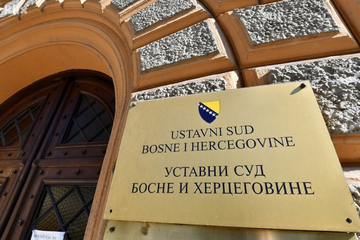 USTAVNI SUD
BOSNE I HERCEGOVINE
УСТАВНИ СУД
БОСНЕ И ХЕРЦЕГОВИНЕ